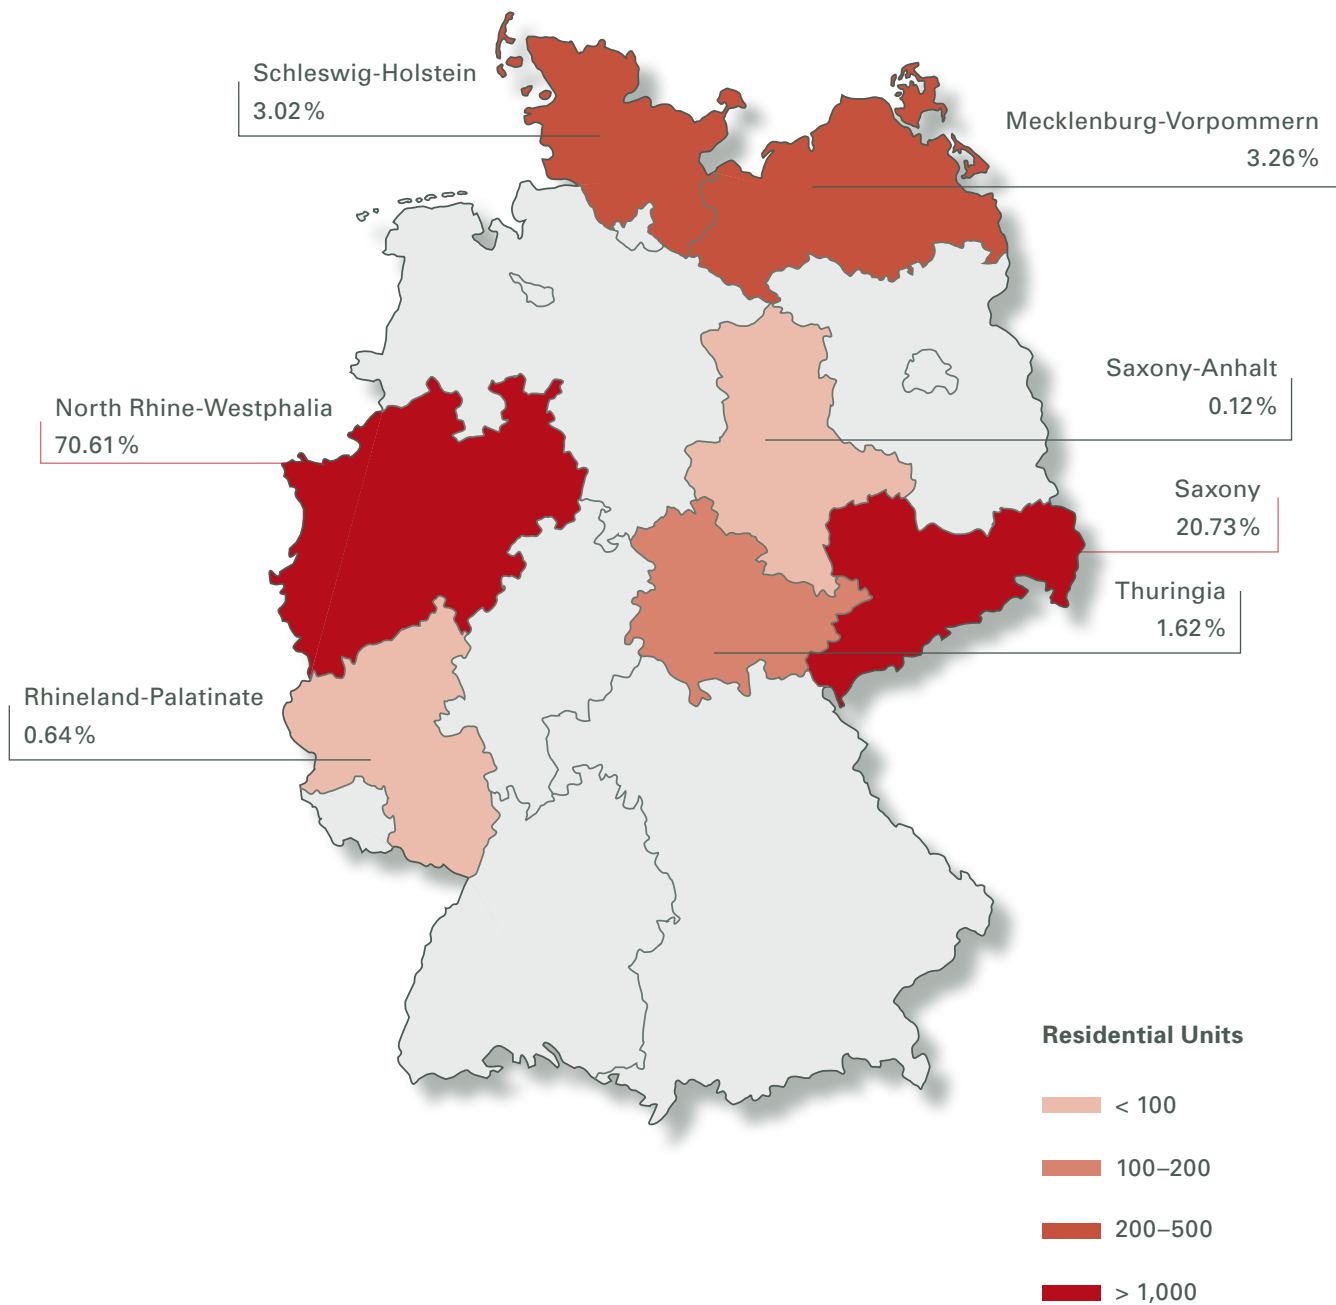 Schleswig-Holstein
3.02%
Mecklenburg-Vorpommern
3.26%
Saxony-Anhalt
0.12%
North Rhine-Westphalia
70.61%
Saxony
20.73%
Thuringia
1.62%
Rhineland-Palatinate
0.64%
Residential Units
< 100
100–200
200–500
> 1,000